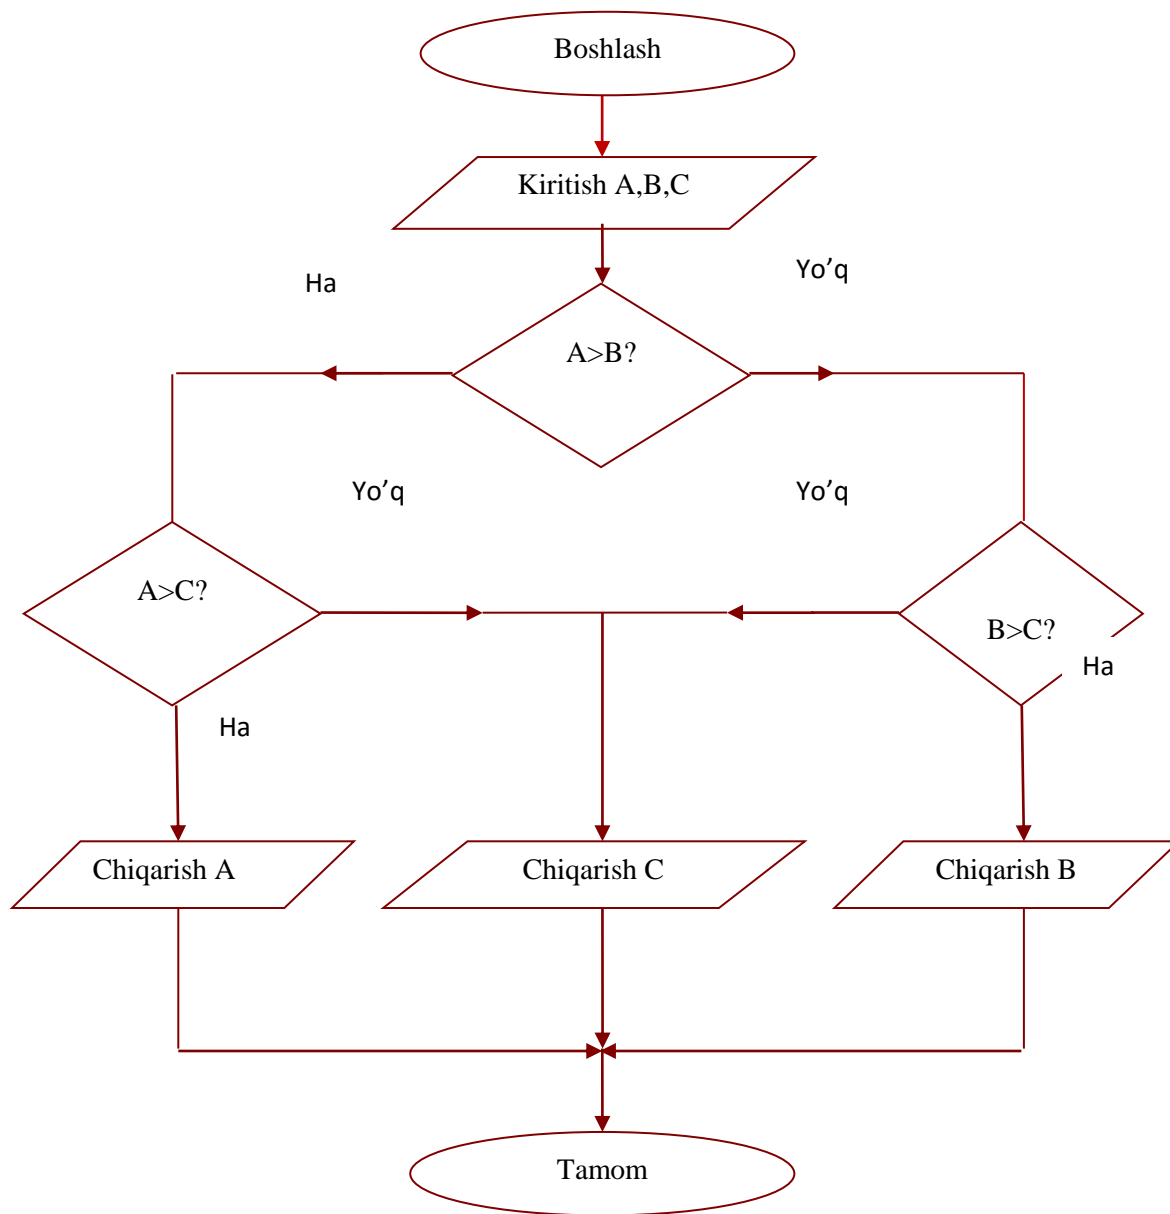 Boshlash
Kiritish A,B,C
Ha
Yo’q
A>B?
Yo’q
Yo’q
A>C?
B>C?
Ha
Ha
Chiqarish A
Chiqarish C
Chiqarish B
Tamom